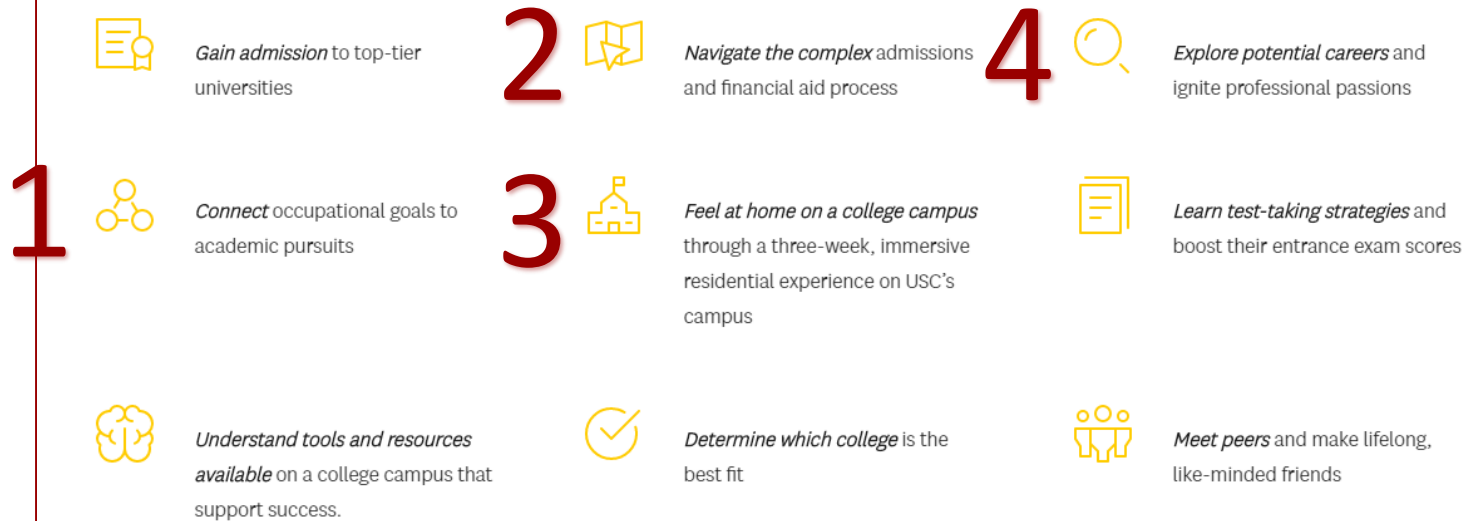 Gain admission to top-tier
universities
2
Navigate the complex admissions
and financial aid process
4
Explore potential careers and
ignite professional passions
1
Connect occupational goals to
academic pursuits
3
Feel at home on a college campus
through a three-week, immersive
residential experience on USC's
campus
Learn test-taking strategies and
boost their entrance exam scores
Understand tools and resources
available on a college campus that
support success.
Determine which college is the
best fit
Meet peers and make lifelong,
like-minded friends